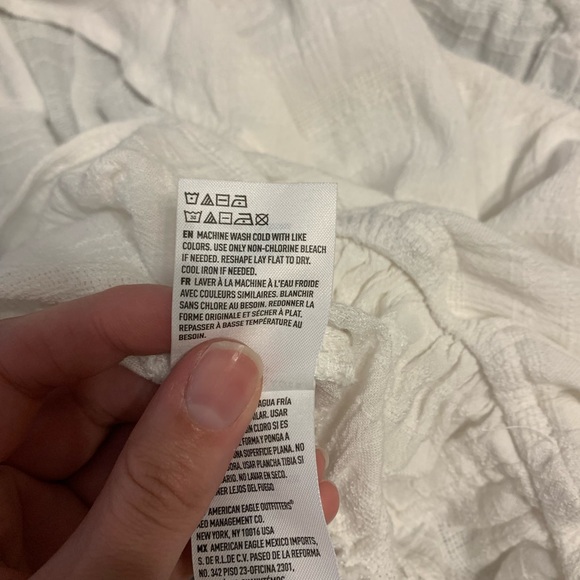 EN MACHINE WASH COLD WITH LIKE
COLORS. USE ONLY NON-CHLORINE BLEACH
IF NEEDED. RESHAPE LAY FLAT TO DRY.
COOL IRON IF NEEDED.
FR LAVER À LA MACHINE À L'EAU FROIDE
AVEC COULEURS SIMILAIRES. BLANCHIR
SANS CHLORE AU BESOIN. REDONNER LA
FORME ORIGINALE ET SÉCHER À PLAT.
REPASSER À BASSE TEMPÉRATURE AU
BESOIN.
AGUA FRÍA
USAR
CLORO SI ES
FORMA Y PONGA A
SUPERFICIE PLANA. NO
USAR PLANCHA TIBIA SI
NO LAVAR EN SECO.
LEJOS DEL FUEGO
AMERICAN EAGLE OUTFITTERS®
MANAGEMENT CO.
NEW YORK, NY 10016 USA
MX AMERICAN EAGLE MEXICO IMPORTS,
S. DE R.L.DE C.V. PASEO DE LA REFORMA
NO. 342 PISO 23-OFICINA 2301,